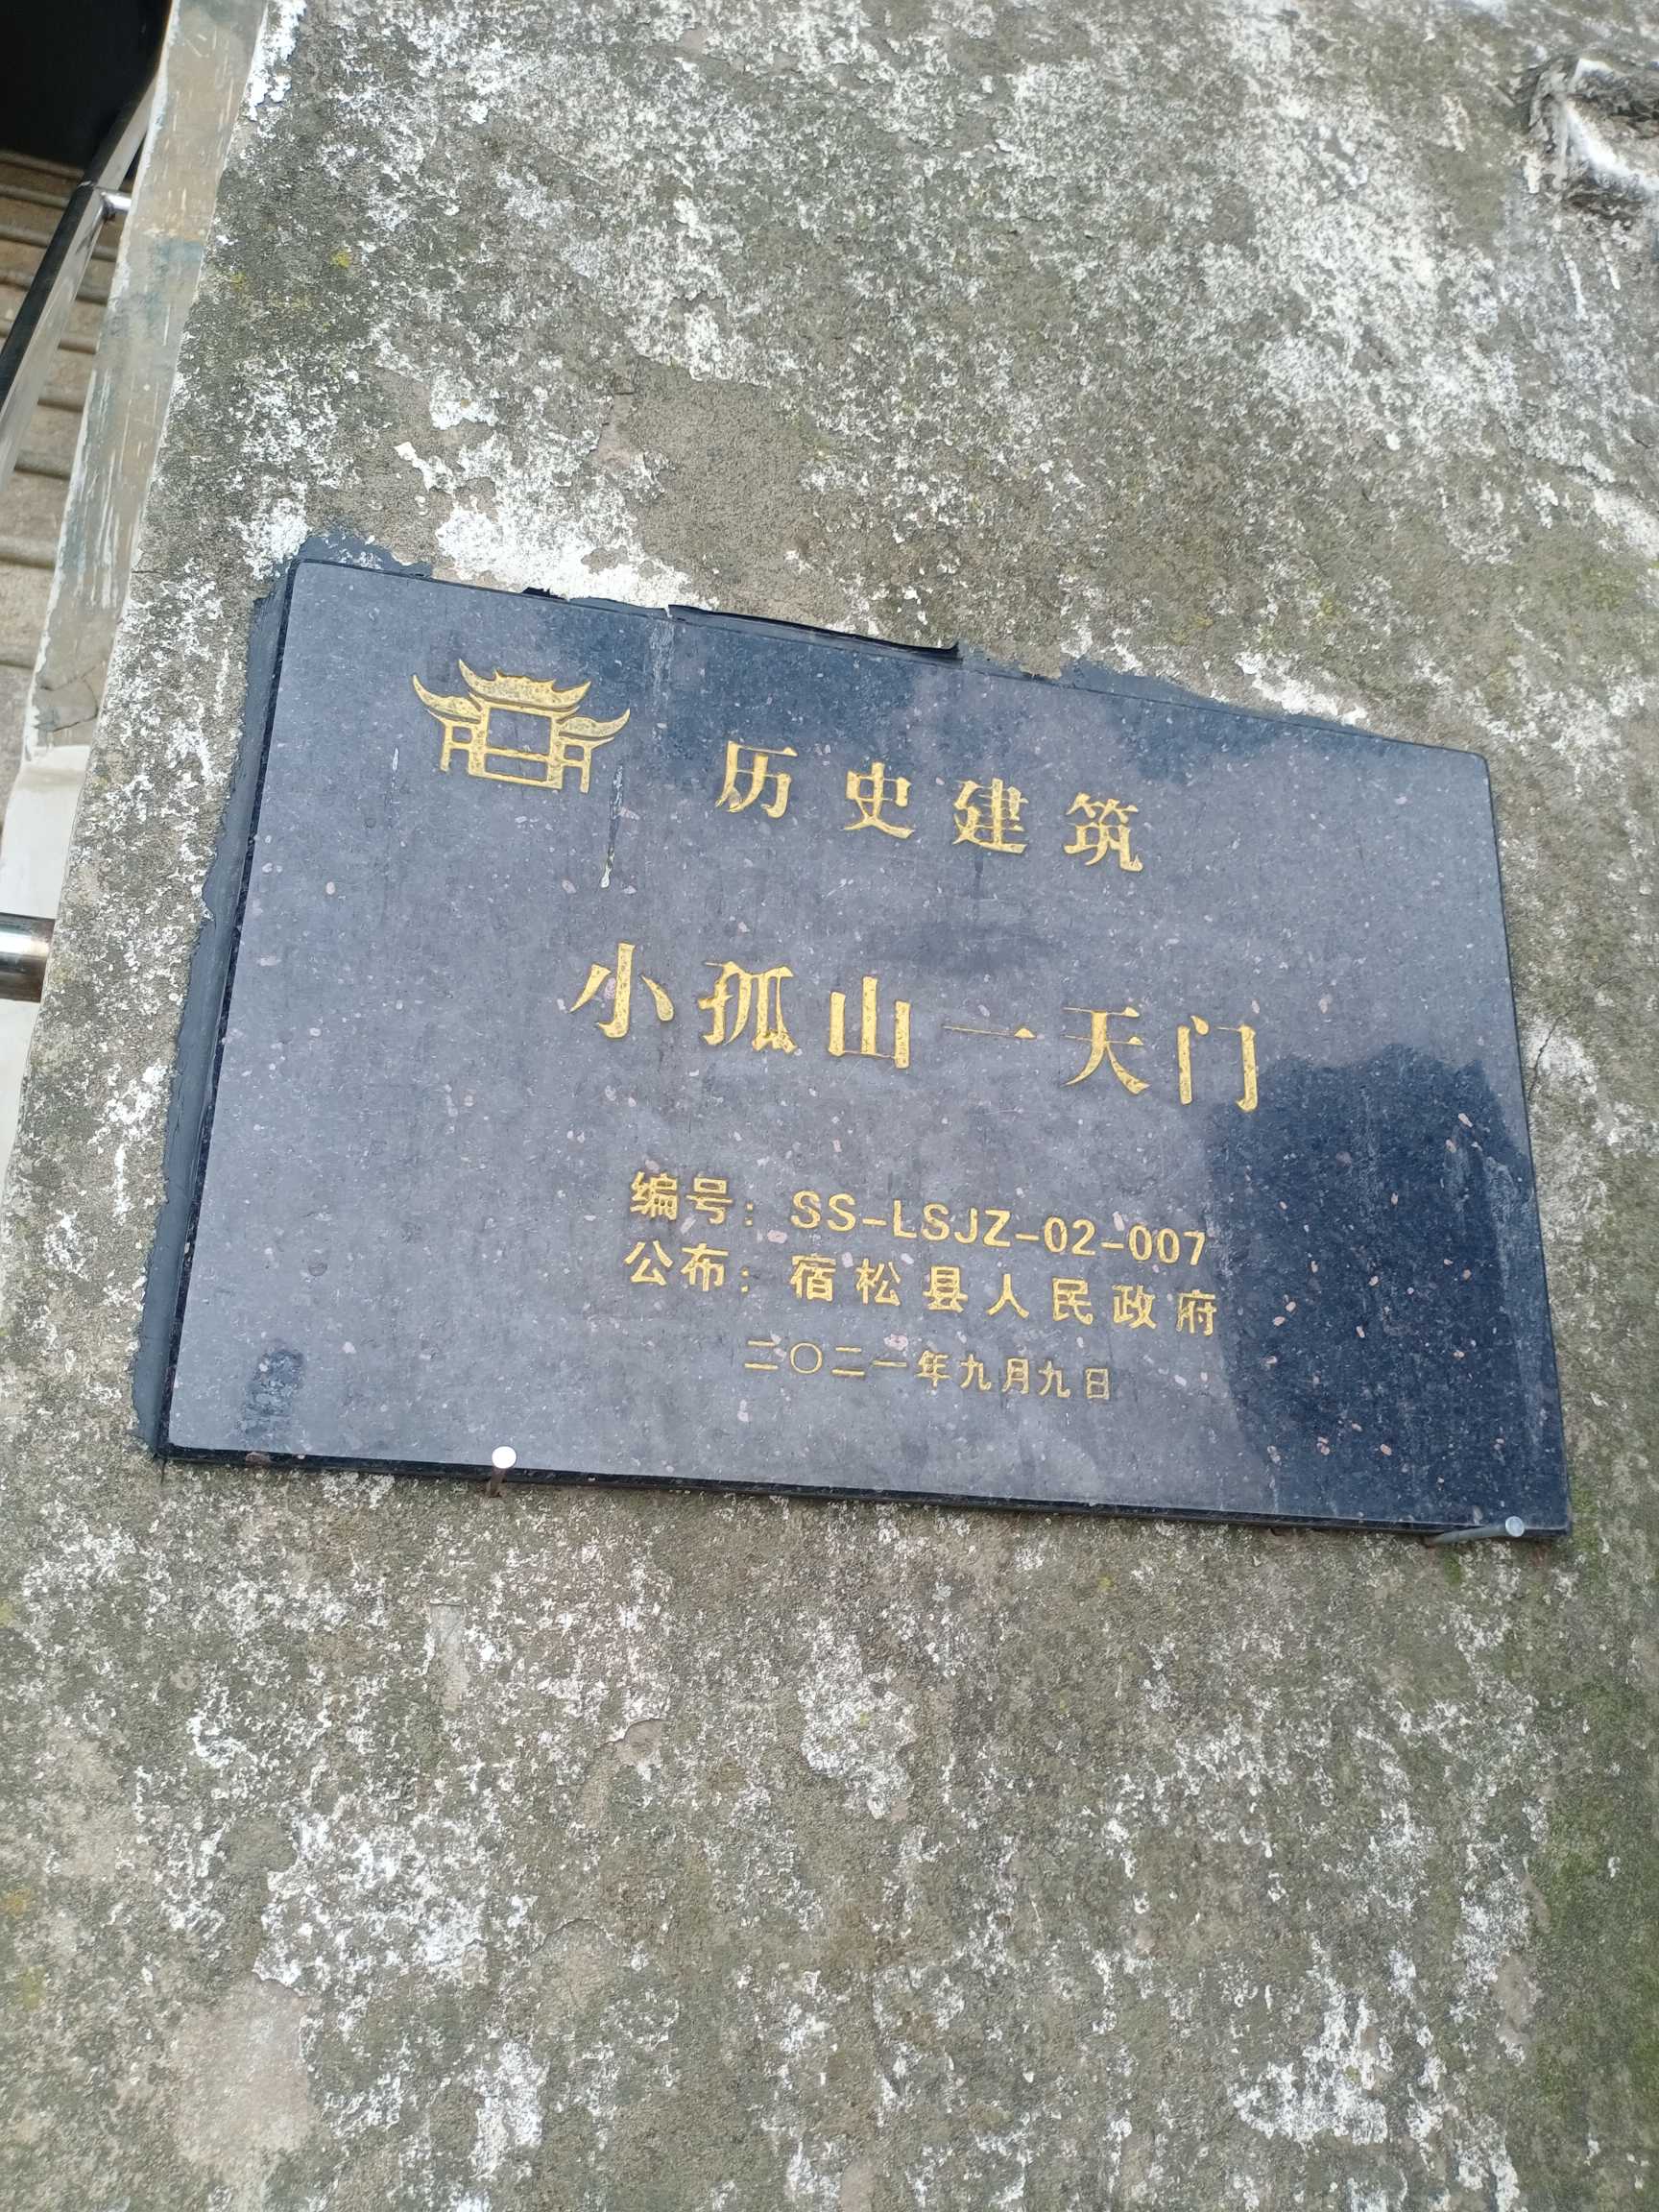 历史建筑
小孤山一天门
编号：SS-LSJZ-02-007
公布：宿松县人民政府
二〇二一年九月九日